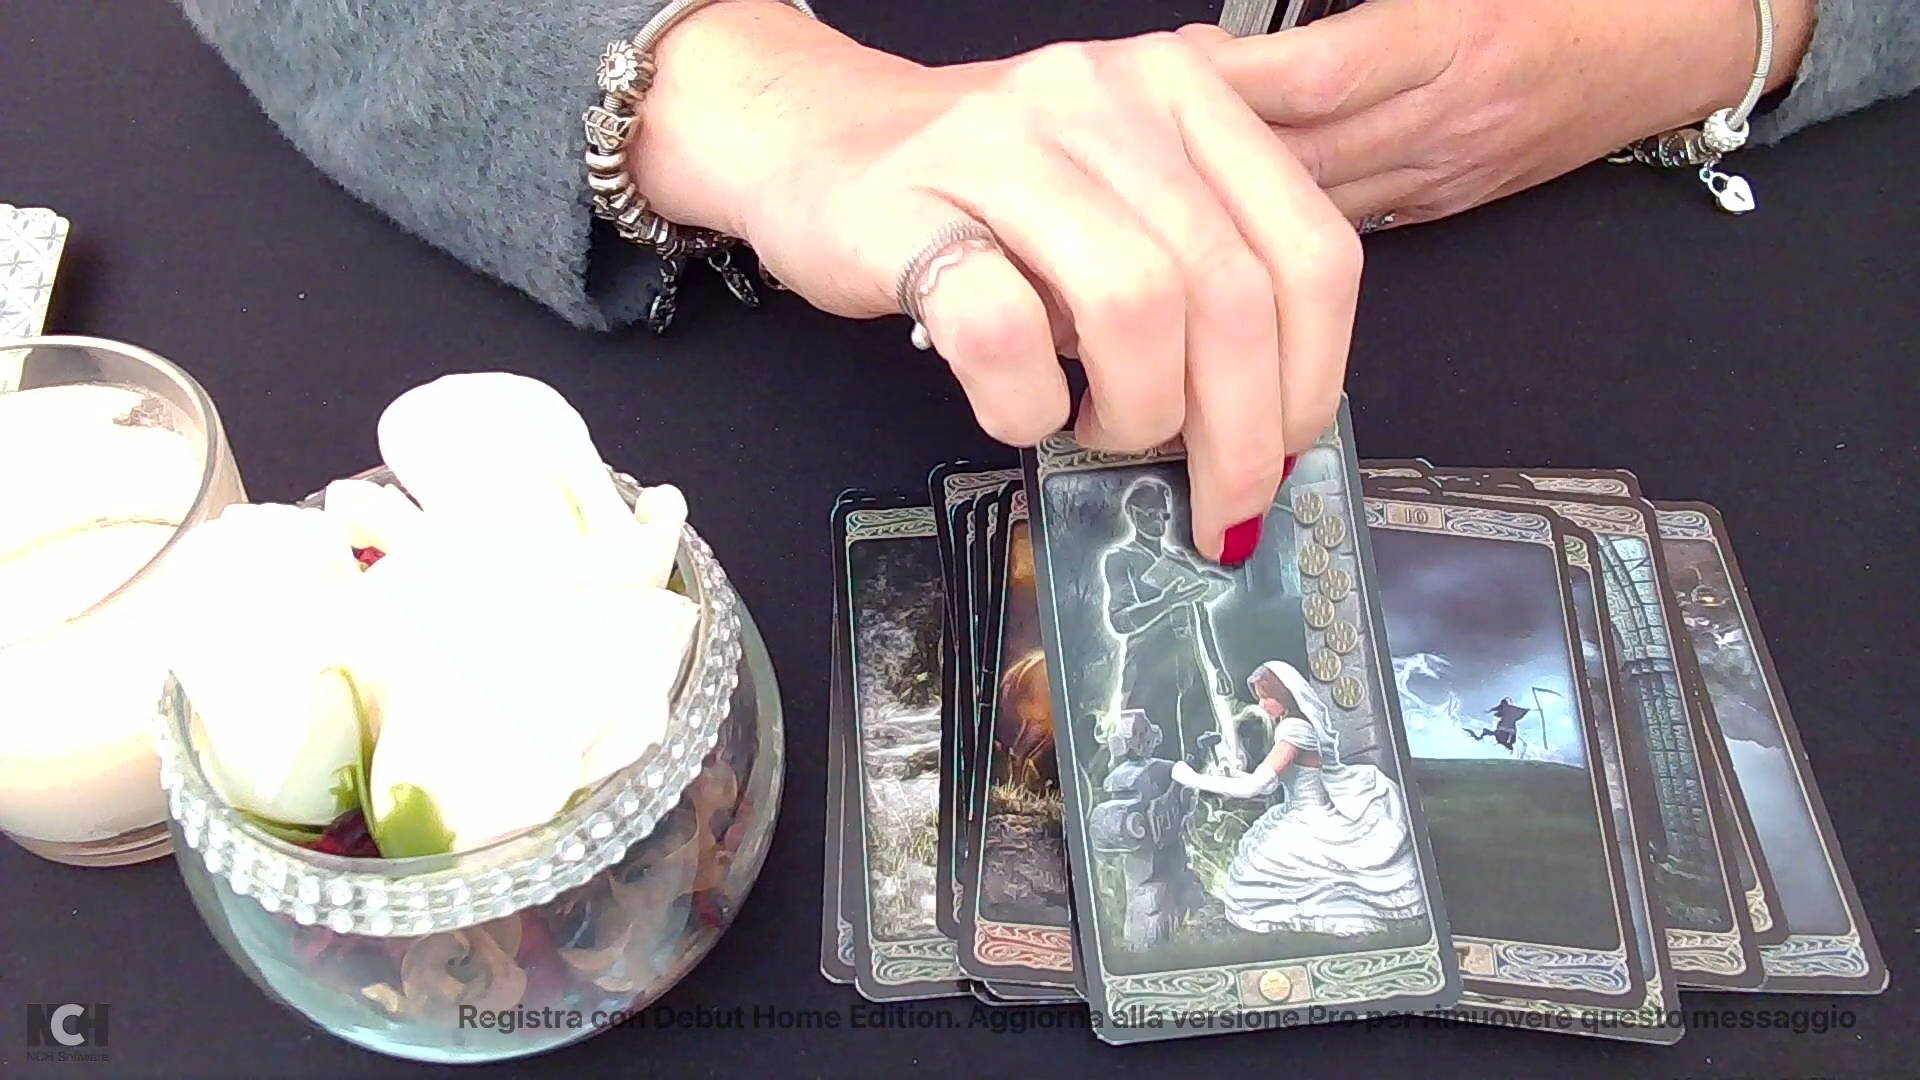 10
NCH
NCH Software
Registra con Debut Home Edition. Aggiorna alla versione Pro per rimuovere questo messaggio